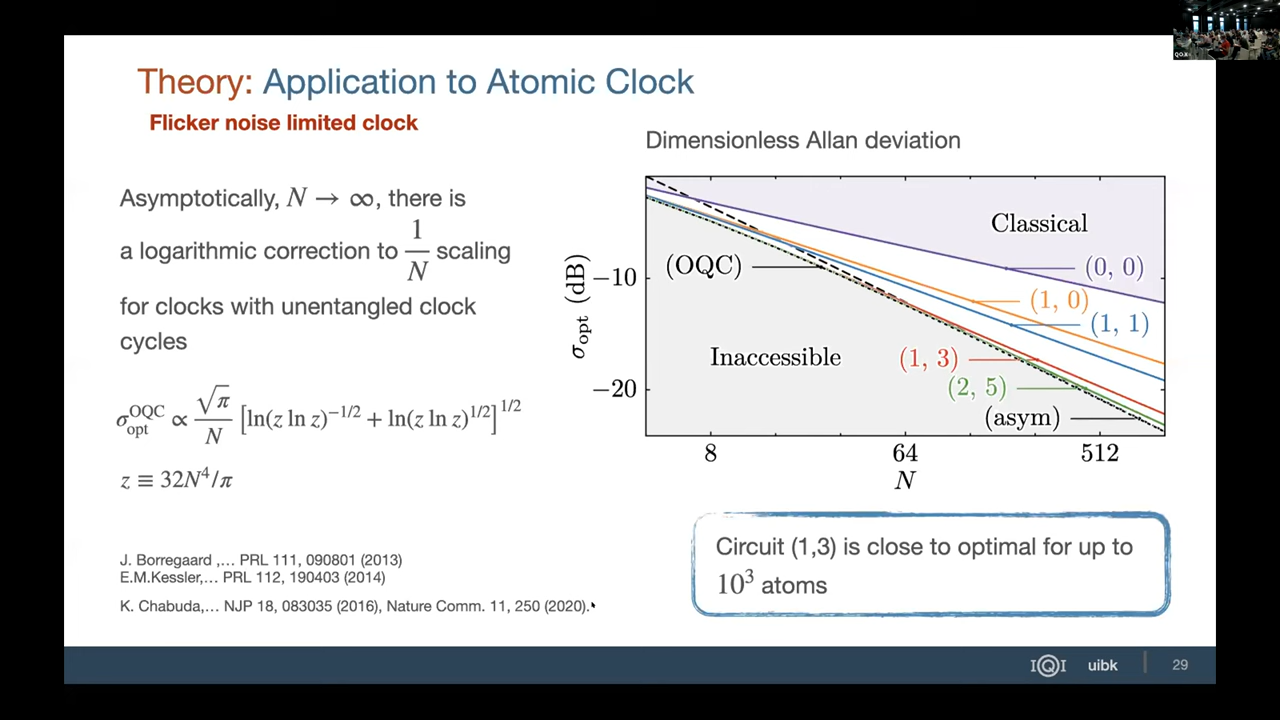 Theory: Application to Atomic Clock
Flicker noise limited clock
Asymptotically, N → ∞, there is
a logarithmic correction to 1/N scaling
for clocks with unentangled clock
cycles
σ_opt^OQC ∝ √π/N [ln(z ln z)^−1/2 + ln(z ln z)^1/2]^1/2
z ≡ 32N^4/π
J. Borregaard ,... PRL 111, 090801 (2013)
E.M.Kessler,... PRL 112, 190403 (2014)
K. Chabuda,... NJP 18, 083035 (2016), Nature Comm. 11, 250 (2020).
Dimensionless Allan deviation
σ_opt (dB)
−10
−20
Classical
(OQC)
(0, 0)
(1, 0)
(1, 1)
Inaccessible
(1, 3)
(2, 5)
(asym)
8
64
512
N
Circuit (1,3) is close to optimal for up to
10^3 atoms
IQI
uibk
29